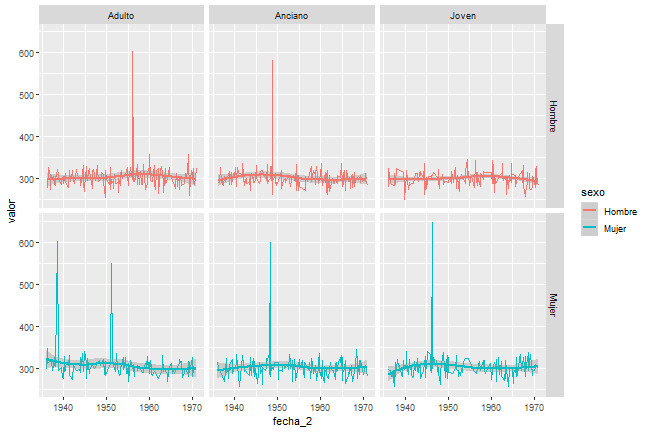 Adulto Anciano Joven
600
500
400
300
Hombre
valor
600
500
400
300
Mujer
1940 1950 1960 1970 1940 1950 1960 1970 1940 1950 1960 1970
fecha_2
sexo
Hombre
Mujer